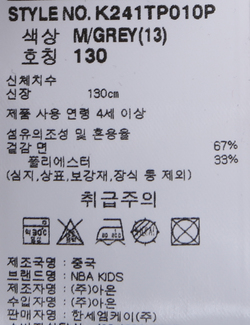 STYLE NO. K241TP010P
색상 M/GREY(13)
호칭 130
신체치수
신장 130cm
제품 사용 연령 4세 이상
섬유의조성 및 혼용율
겉감 면 67%
폴리에스터 33%
(심지,상표,보강재,장식 등 제외)
취급주의
제조국명 : 중국
브랜드명 : NBA KIDS
제조자명 : (주)아온
수입자명 : (주)아온
판매자명 : 한세엠케이(주)